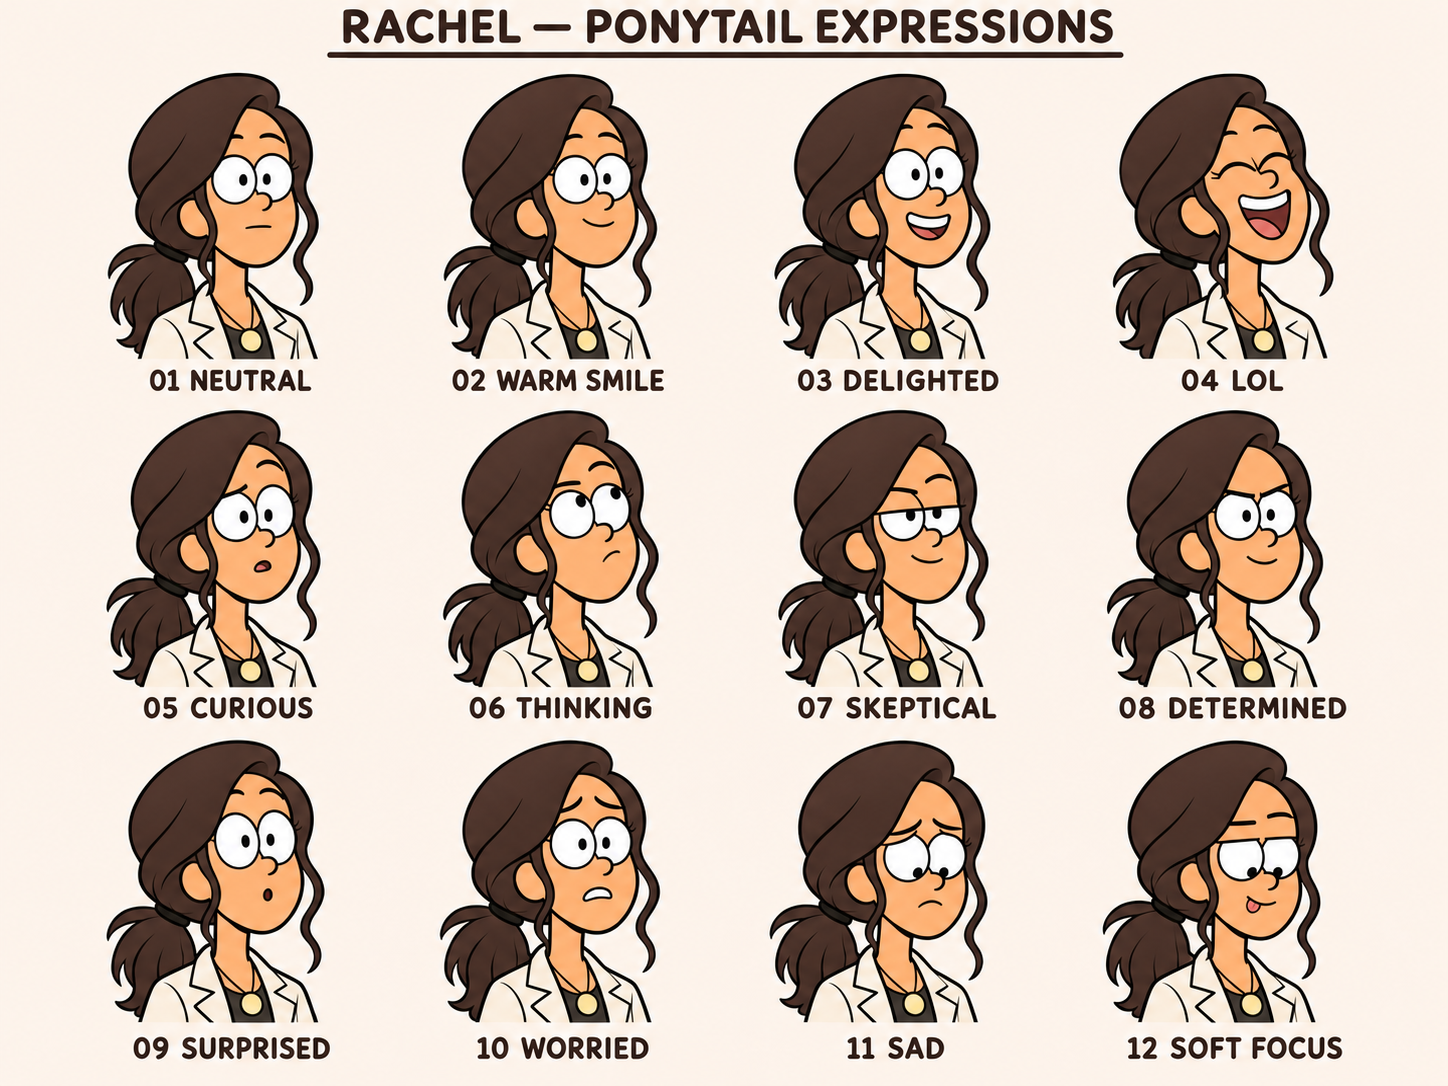 RACHEL — PONYTAIL EXPRESSIONS
01 NEUTRAL
02 WARM SMILE
03 DELIGHTED
04 LOL
05 CURIOUS
06 THINKING
07 SKEPTICAL
08 DETERMINED
09 SURPRISED
10 WORRIED
11 SAD
12 SOFT FOCUS